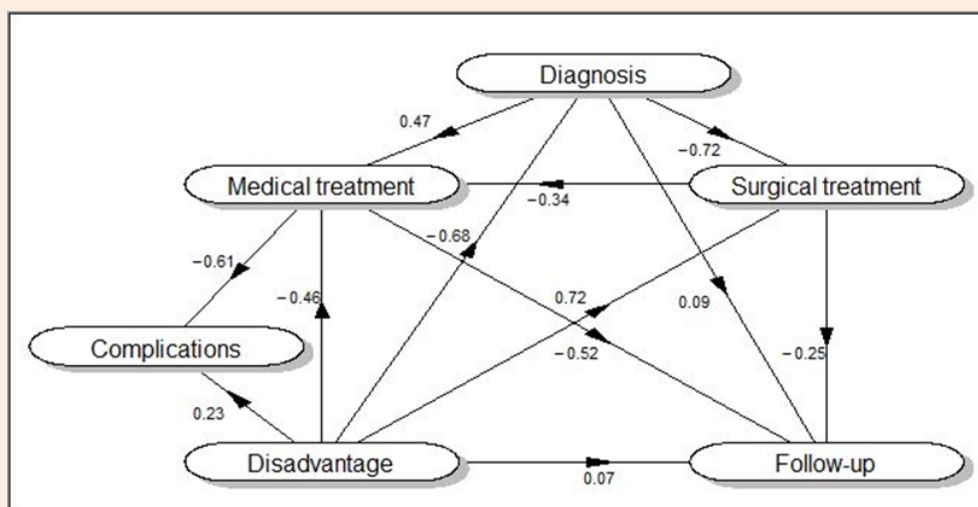 Diagnosis
0.47
−0.72
Medical treatment
Surgical treatment
−0.34
−0.68
−0.61
−0.46
0.72
0.09
−0.52
−0.25
Complications
0.23
Disadvantage
Follow-up
0.07